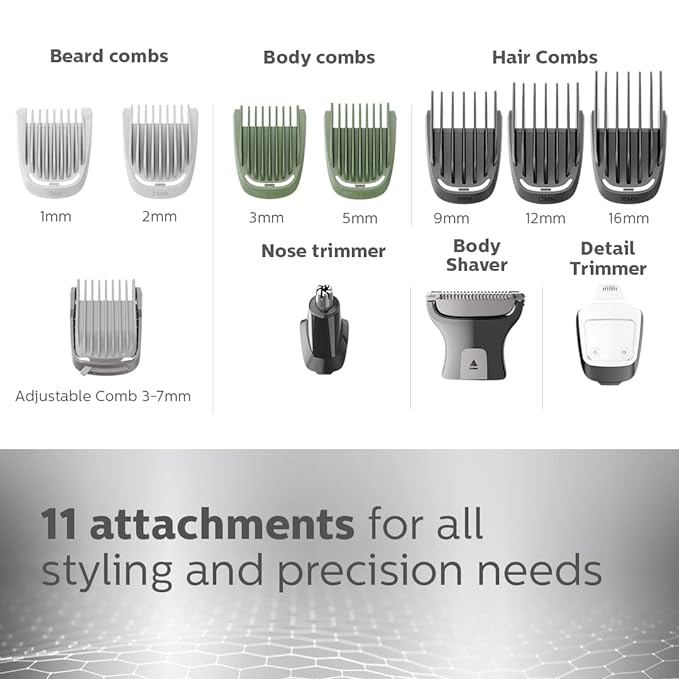 Beard combs
Body combs
Hair Combs
1mm
2mm
3mm
5mm
9mm
12mm
16mm
Adjustable Comb 3-7mm
Nose trimmer
Body
Shaver
Detail
Trimmer
11 attachments for all
styling and precision needs